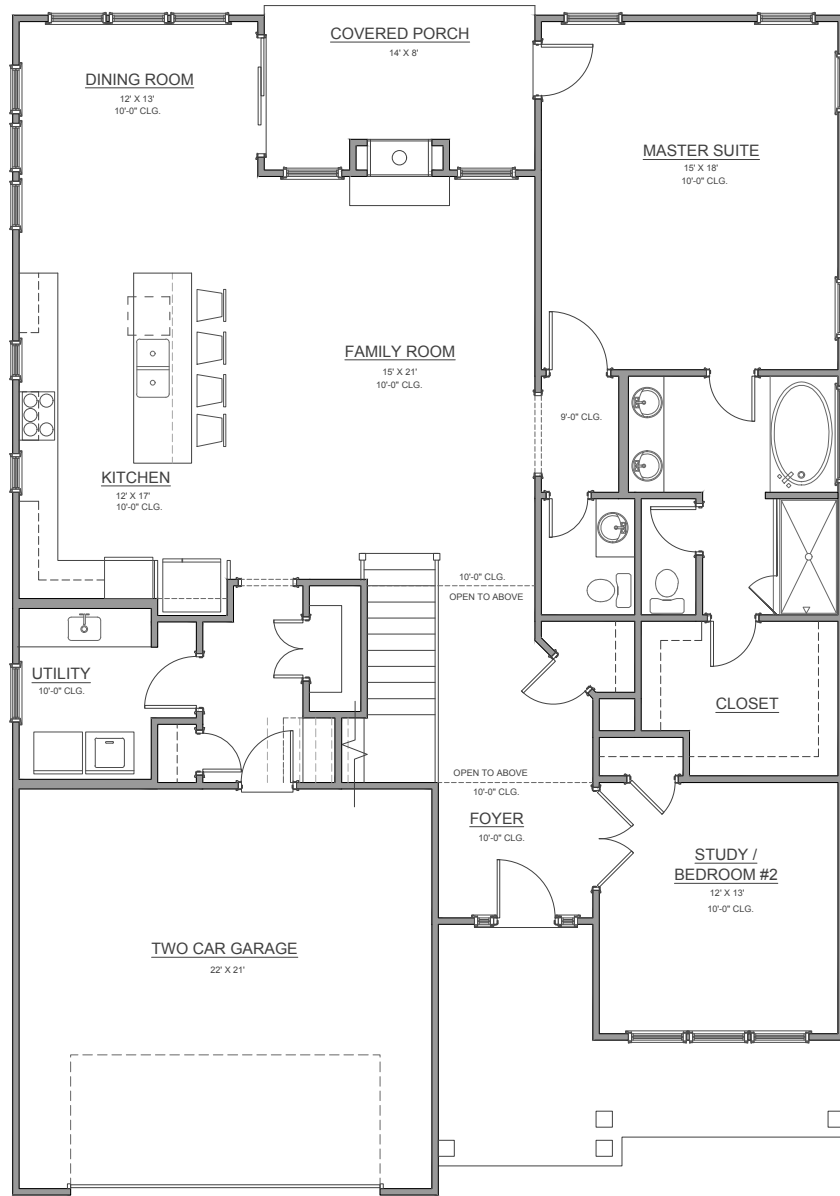 COVERED PORCH
14' X 8'
DINING ROOM
12' X 13'
10'-0" CLG.
MASTER SUITE
15' X 18'
10'-0" CLG.
FAMILY ROOM
15' X 21'
10'-0" CLG.
9'-0" CLG.
KITCHEN
12' X 17'
10'-0" CLG.
10'-0" CLG.
OPEN TO ABOVE
UTILITY
10'-0" CLG.
CLOSET
OPEN TO ABOVE
10'-0" CLG.
FOYER
10'-0" CLG.
STUDY /
BEDROOM #2
12' X 13'
10'-0" CLG.
TWO CAR GARAGE
22' X 21'